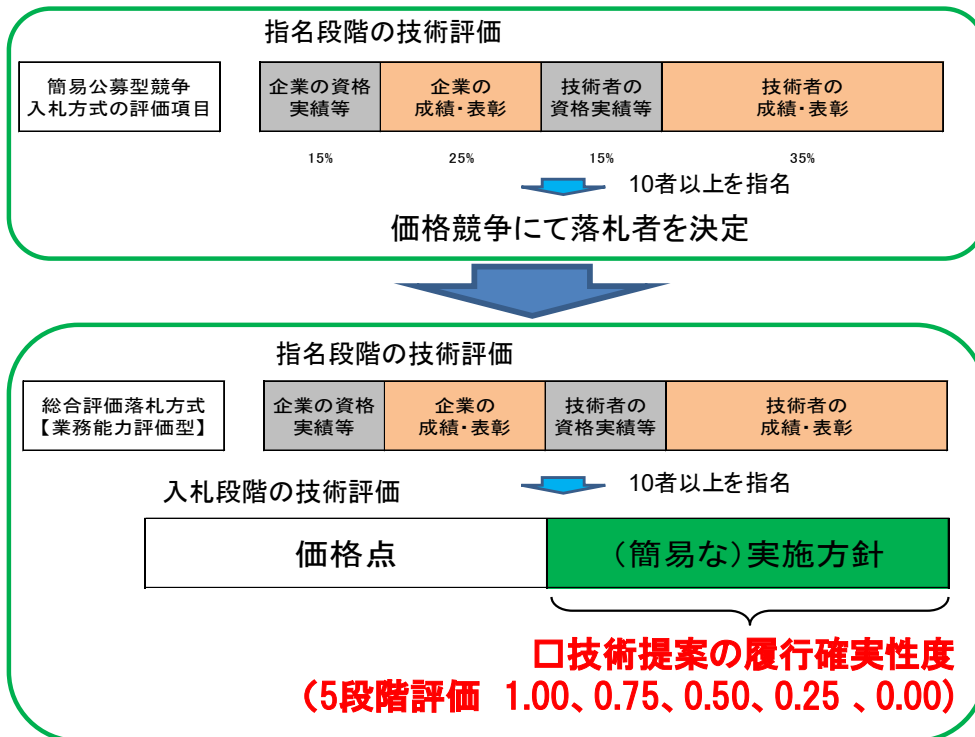 指名段階の技術評価
簡易公募型競争
入札方式の評価項目
企業の資格
実績等
企業の
成績・表彰
技術者の
資格実績等
技術者の
成績・表彰
15%
25%
15%
35%
10者以上を指名
価格競争にて落札者を決定
指名段階の技術評価
総合評価落札方式
【業務能力評価型】
企業の資格
実績等
企業の
成績・表彰
技術者の
資格実績等
技術者の
成績・表彰
10者以上を指名
入札段階の技術評価
価格点
(簡易な)実施方針
□技術提案の履行確実性度
(5段階評価 1.00、0.75、0.50、0.25 、0.00)